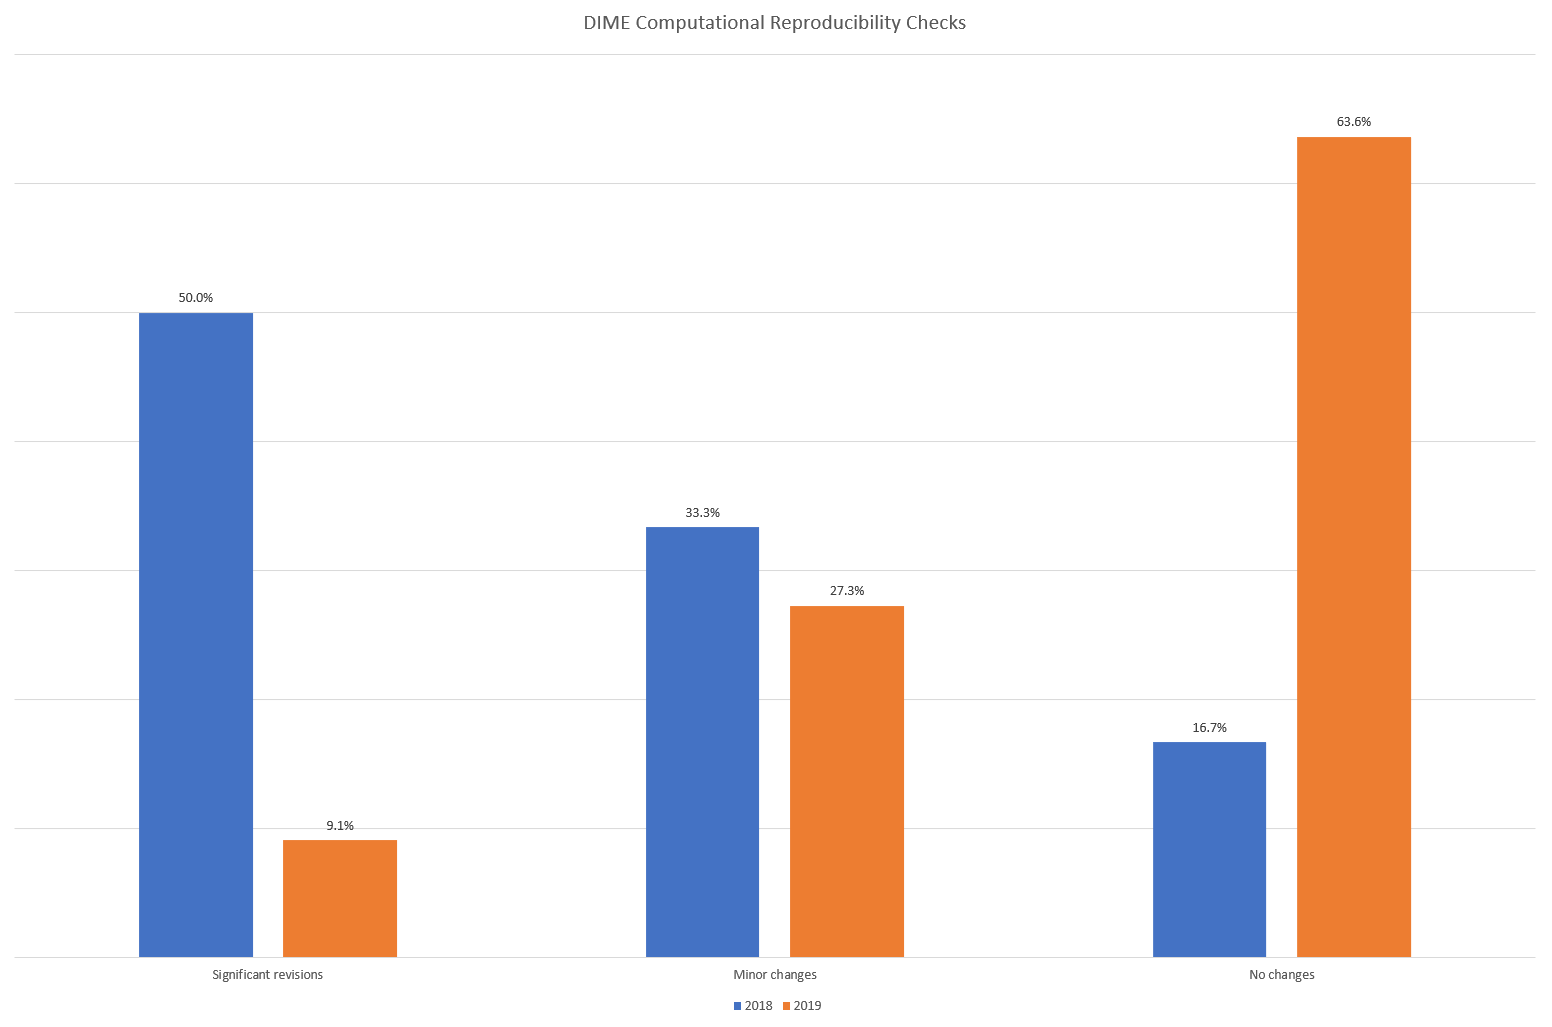 DIME Computational Reproducibility Checks
63.6%
50.0%
33.3%
27.3%
16.7%
9.1%
Significant revisions
Minor changes
No changes
2018 2019